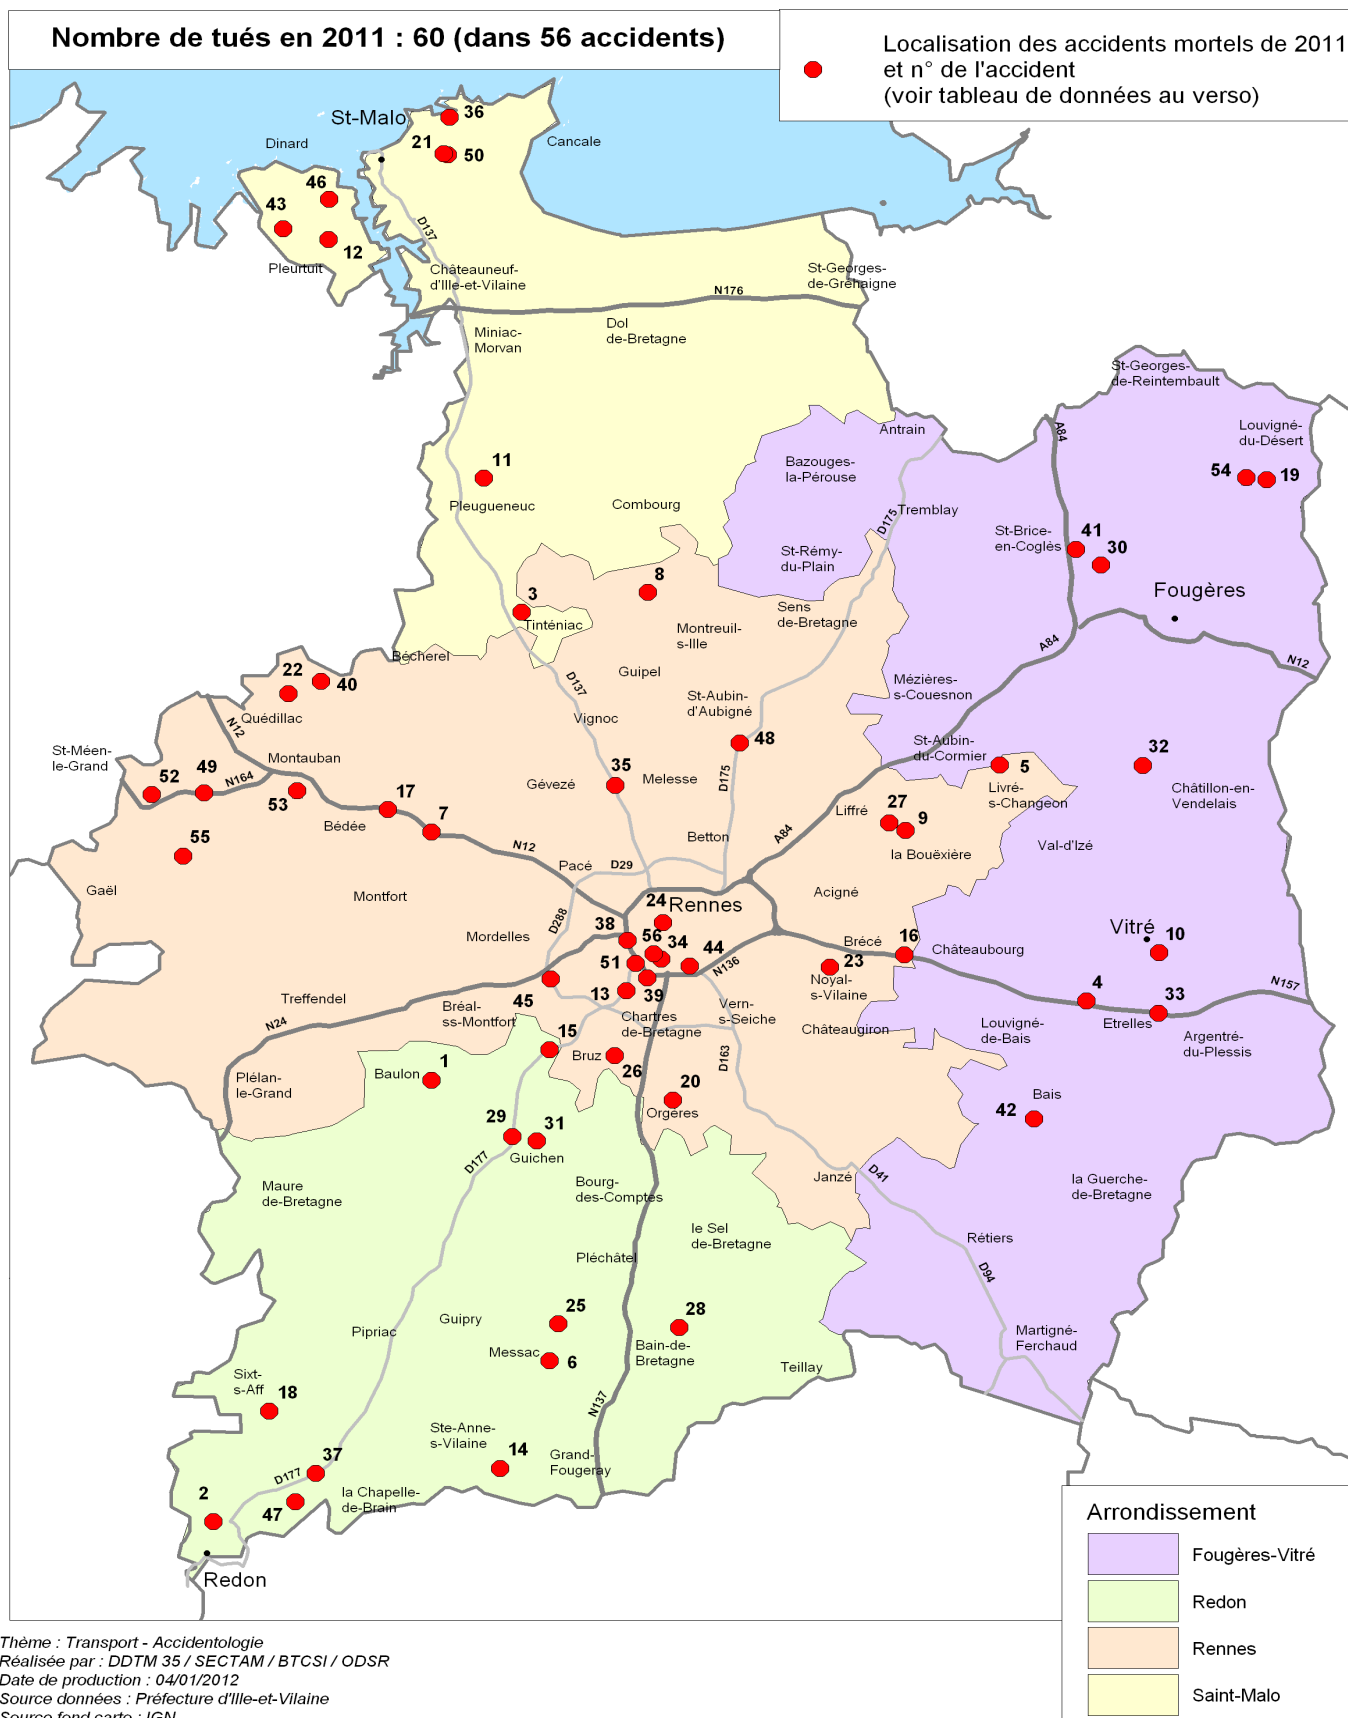 Nombre de tués en 2011 : 60 (dans 56 accidents)
Localisation des accidents mortels de 2011
et n° de l'accident
(voir tableau de données au verso)
36
St-Malo
21
50
Dinard
Cancale
46
43
12
D137
Pleurtuit
Châteauneuf-
d'Ille-et-Vilaine
St-Georges-
de-Gréhaigne
N176
Miniac-
Morvan
Dol
de-Bretagne
St-Georges-
de-Reintembault
A84
Antrain
Louvigné-
du-Désert
11
Bazouges-
la-Pérouse
54
19
Pleugueneuc
Combourg
Tremblay
D175
St-Brice-
en-Coglés
41
30
St-Rémy-
du-Plain
8
3
Fougères
Tinténiac
Sens
de-Bretagne
Montreuil-
s-Ille
A84
Bécherel
N12
22
40
D137
Guipel
Mézières-
s-Couesnon
St-Aubin-
d'Aubigné
Quédillac
N12
Vignoc
48
St-Aubin-
du-Cormier
32
St-Méen-
le-Grand
Montauban
52
49
N164
53
35
Melesse
D175
5
Gévezé
Livré-
s-Changeon
Châtillon-en-
Vendelais
17
7
27
9
Liffré
Bédée
55
N12
Betton
A84
la Bouëxière
Val-d'Izé
Pacé
D29
Gaël
Montfort
Acigné
24
Rennes
D288
38
56
34
44
Mordelles
Brécé
16
Châteaubourg
Vitré
10
51
N136
23
Noyal-
s-Vilaine
4
N157
45
13
39
Treffendel
Bréal-
ss-Montfort
Chartres
de-Bretagne
Vern-
s-Seiche
33
Etrelles
N24
Châteaugiron
Louvigné-
de-Bais
Argentré-
du-Plessis
15
Bruz
26
D163
1
Baulon
Plélan-
le-Grand
20
Orgères
Bais
42
29
31
Guichen
D177
Janzé
D41
Maure
de-Bretagne
Bourg-
des-Comptes
la Guerche-
de-Bretagne
le Sel
de-Bretagne
Rétiers
Pléchâtel
D94
25
28
Guipry
Pipriac
Martigné-
Ferchaud
Messac
6
Bain-de-
Bretagne
Teillay
Sixt-
s-Aff
18
N137
Ste-Anne-
s-Vilaine
14
Grand-
Fougeray
37
D177
la Chapelle-
de-Brain
2
47
Redon
Arrondissement
Fougères-Vitré
Redon
Rennes
Saint-Malo
Thème : Transport - Accidentologie
Réalisée par : DDTM 35 / SECTAM / BTCSI / ODSR
Date de production : 04/01/2012
Source données : Préfecture d'Ille-et-Vilaine
Source fond carte : IGN